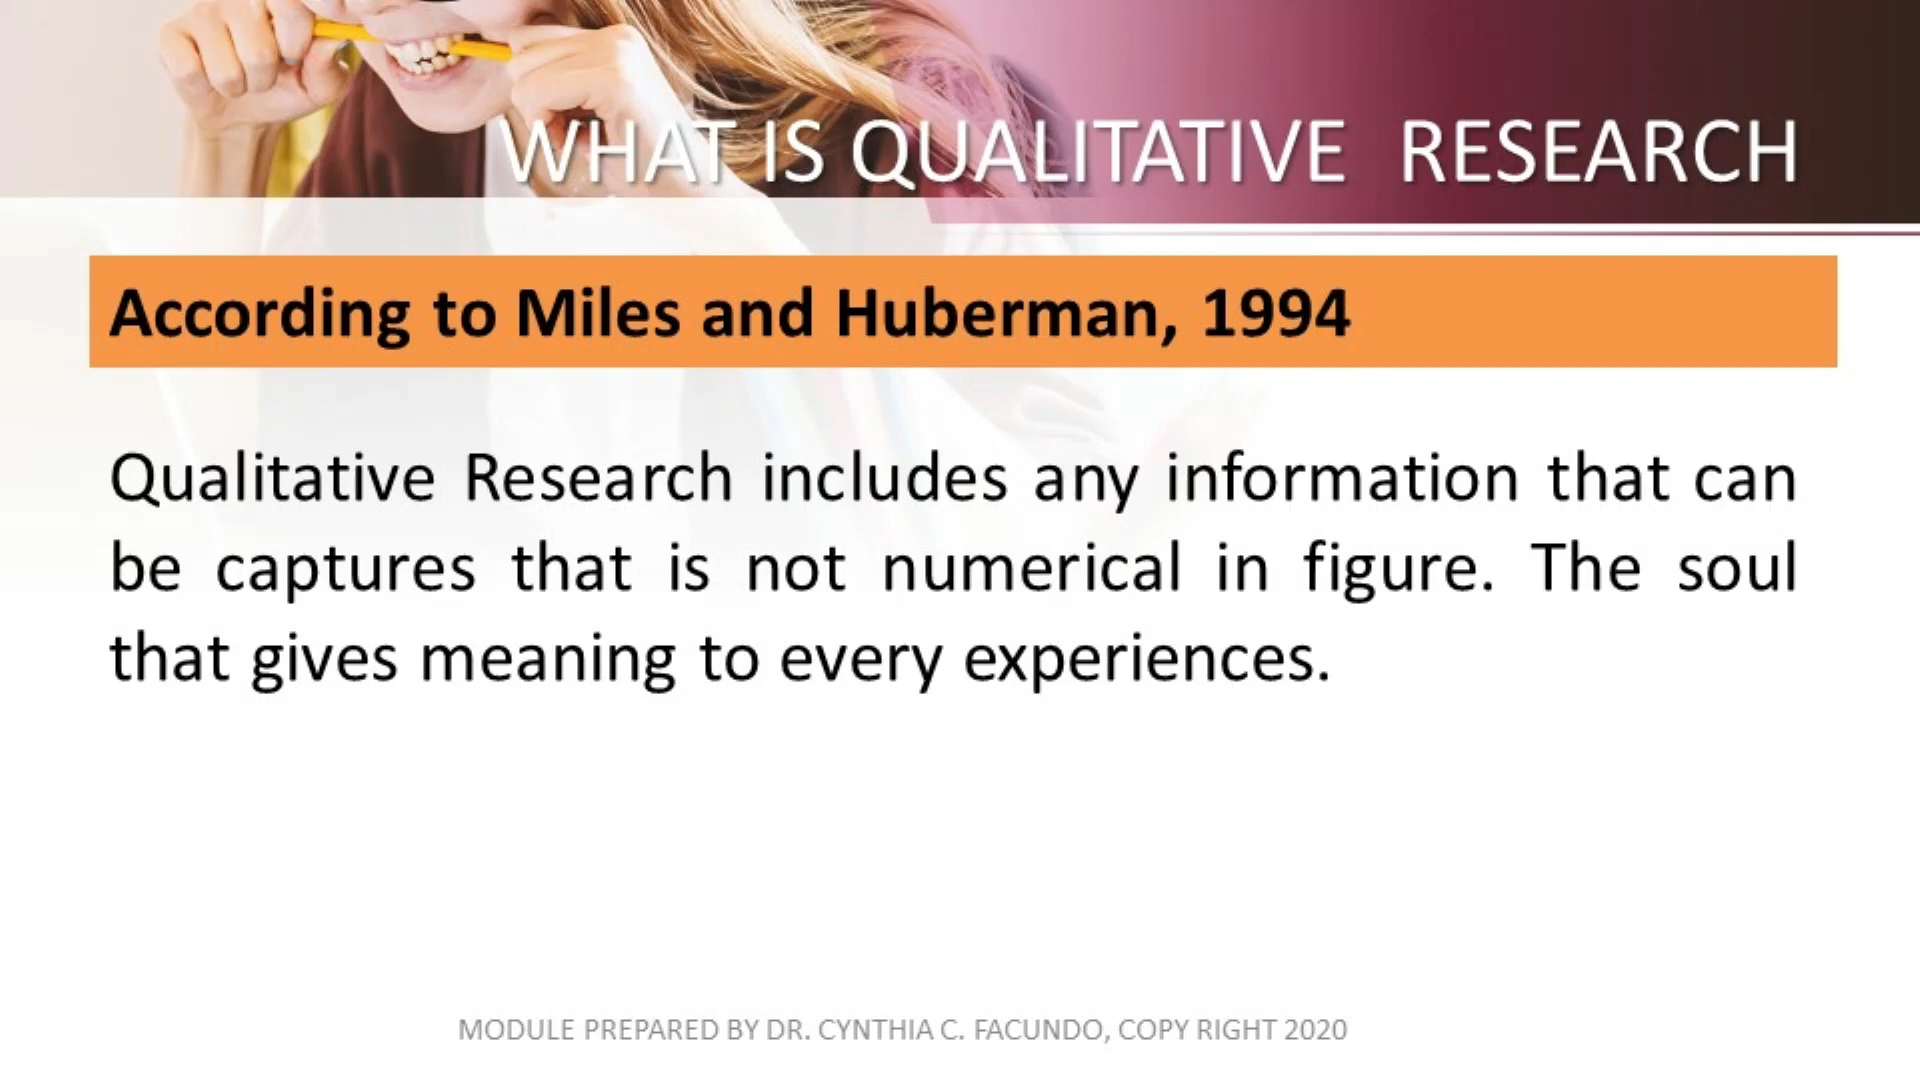 WHAT IS QUALITATIVE RESEARCH
According to Miles and Huberman, 1994
Qualitative Research includes any information that can
be captures that is not numerical in figure. The soul
that gives meaning to every experiences.
MODULE PREPARED BY DR. CYNTHIA C. FACUNDO, COPY RIGHT 2020